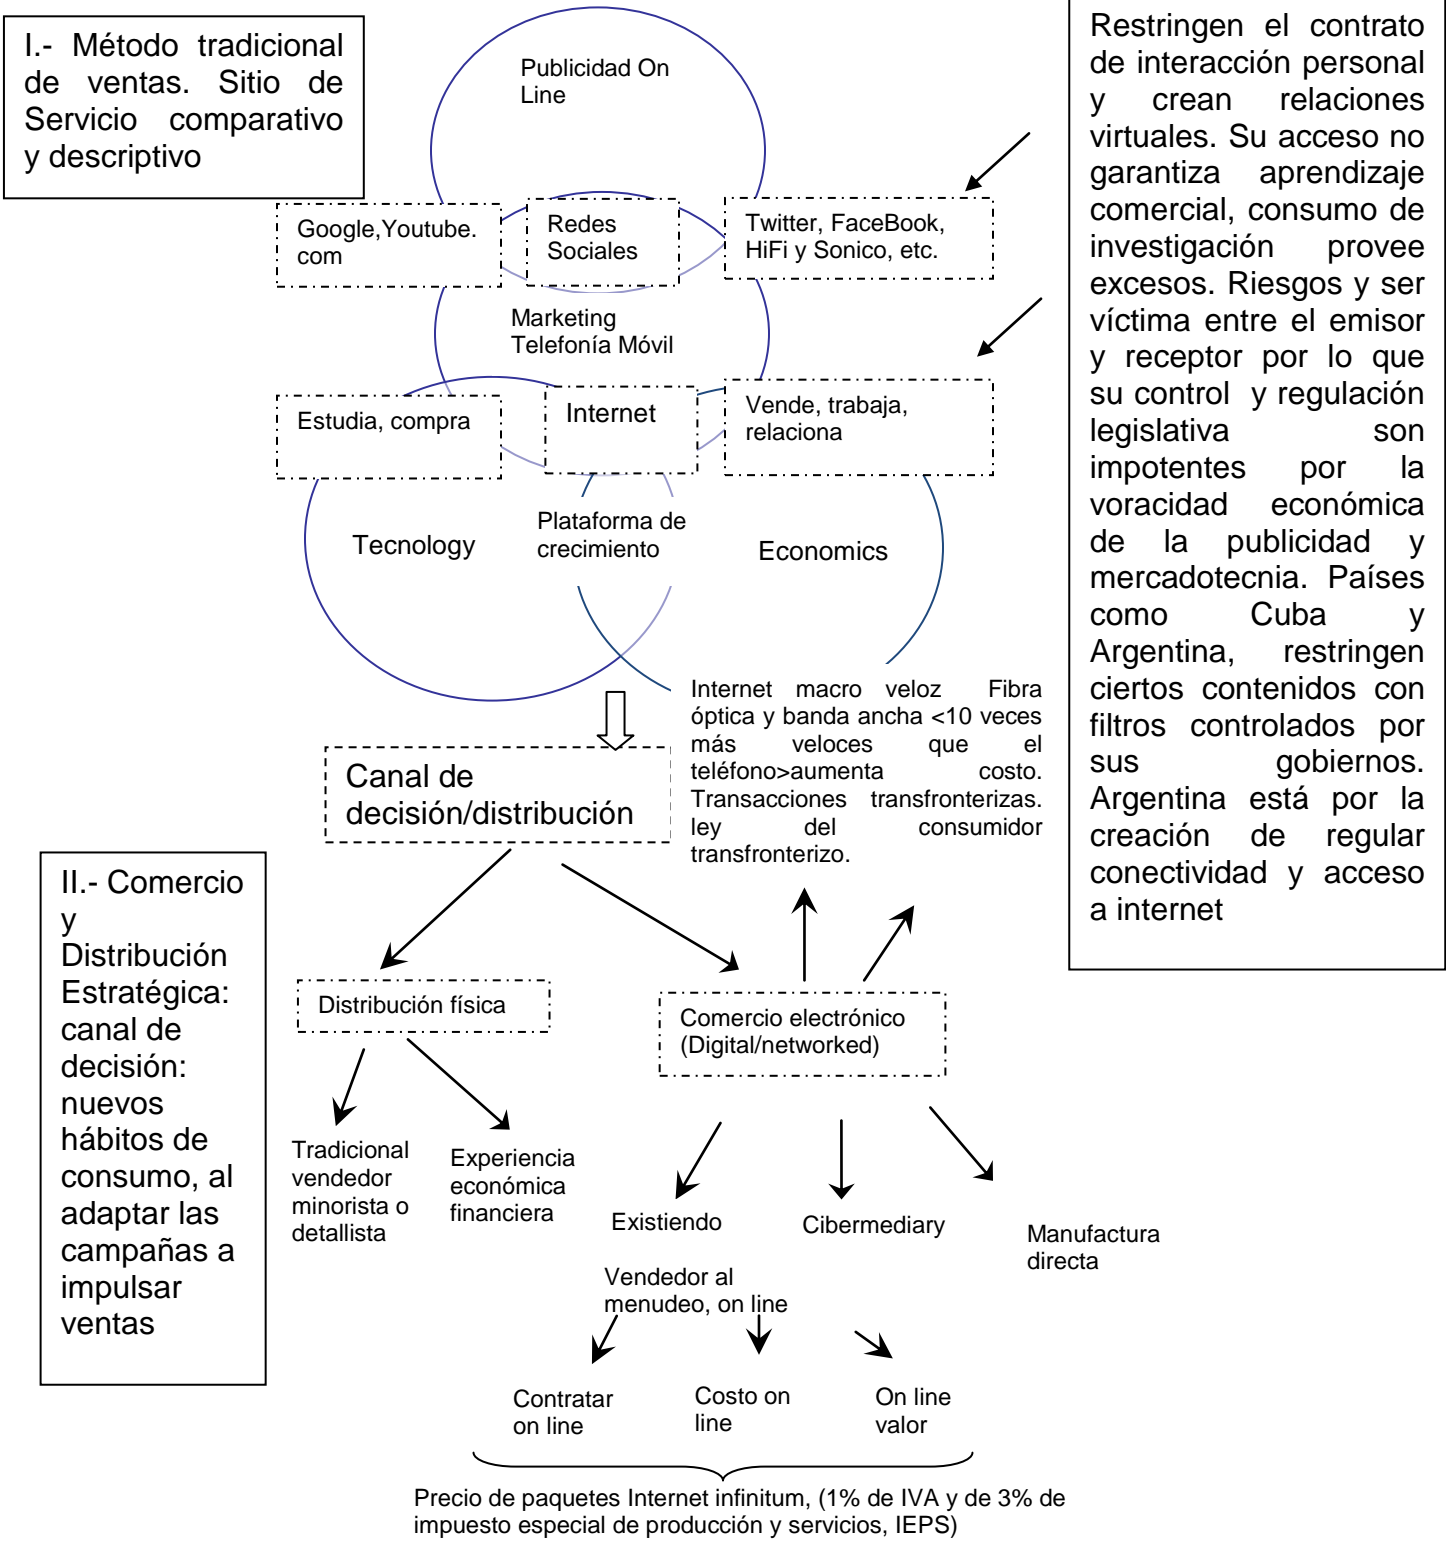 I.- Método tradicional
de ventas. Sitio de
Servicio comparativo
y descriptivo
Publicidad On
Line
Google,Youtube.
com
Redes
Sociales
Twitter, FaceBook,
HiFi y Sonico, etc.
Marketing
Telefonía Móvil
Estudia, compra
Internet
Vende, trabaja,
relaciona
Tecnology
Plataforma de
crecimiento
Economics
Restringen el contrato
de interacción personal
y crean relaciones
virtuales. Su acceso no
garantiza aprendizaje
comercial, consumo de
investigación provee
excesos. Riesgos y ser
víctima entre el emisor
y receptor por lo que
su control y regulación
legislativa son
impotentes por la
voracidad económica
de la publicidad y
mercadotecnia. Países
como Cuba y
Argentina, restringen
ciertos contenidos con
filtros controlados por
sus gobiernos.
Argentina está por la
creación de regular
conectividad y acceso
a internet
Internet macro veloz Fibra
óptica y banda ancha <10 veces
más veloces que el
teléfono>aumenta costo.
Transacciones transfronterizas.
ley del consumidor
transfronterizo.
Canal de
decisión/distribución
II.- Comercio
y
Distribución
Estratégica:
canal de
decisión:
nuevos
hábitos de
consumo, al
adaptar las
campañas a
impulsar
ventas
Distribución física
Comercio electrónico
(Digital/networked)
Tradicional
vendedor
minorista o
detallista
Experiencia
económica
financiera
Existiendo
Cibermediary
Manufactura
directa
Vendedor al
menudeo, on line
Contratar
on line
Costo on
line
On line
valor
Precio de paquetes Internet infinitum, (1% de IVA y de 3% de
impuesto especial de producción y servicios, IEPS)